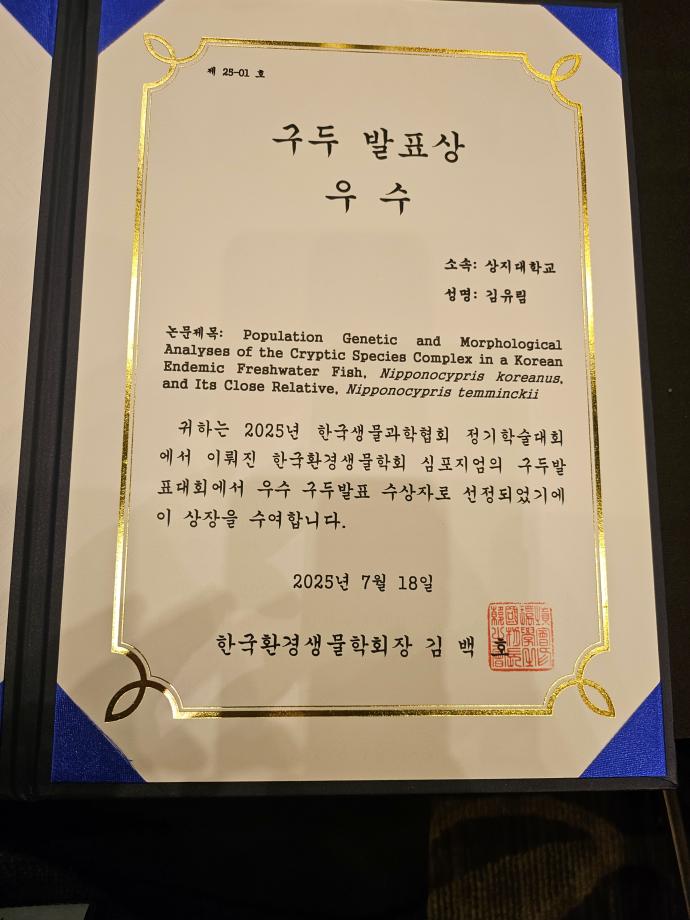 제 25-01 호
구두 발표상
우 수
소속: 상지대학교
성명: 김유림
논문제목: Population Genetic and Morphological
Analyses of the Cryptic Species Complex in a Korean
Endemic Freshwater Fish, Nipponocypris koreanus,
and Its Close Relative, Nipponocypris temminckii
귀하는 2025년 한국생물과학협회 정기학술대회
에서 이뤄진 한국환경생물학회 심포지엄의 구두발
표대회에서 우수 구두발표 수상자로 선정되었기에
이 상장을 수여합니다.
2025년 7월 18일
한국환경생물학회장 김 백 호